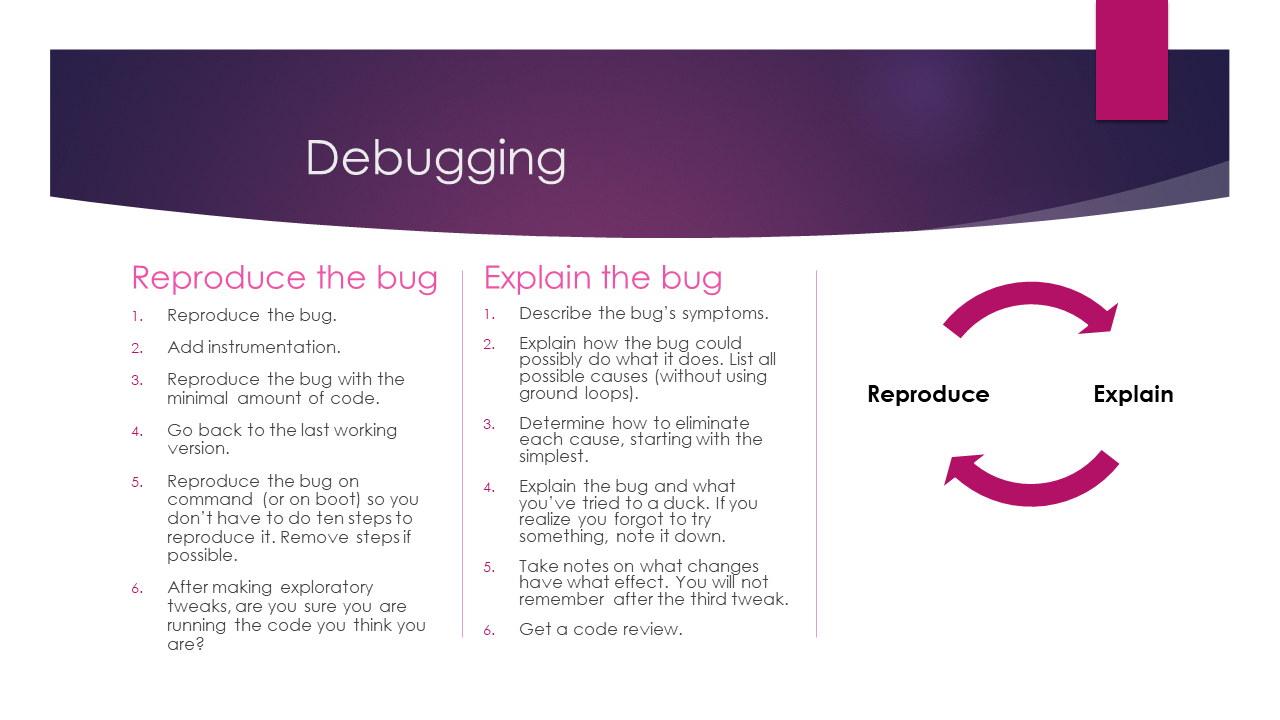 Debugging
Reproduce the bug
1. Reproduce the bug.
2. Add instrumentation.
3. Reproduce the bug with the
minimal amount of code.
4. Go back to the last working
version.
5. Reproduce the bug on
command (or on boot) so you
don’t have to do ten steps to
reproduce it. Remove steps if
possible.
6. After making exploratory
tweaks, are you sure you are
running the code you think you
are?
Explain the bug
1. Describe the bug’s symptoms.
2. Explain how the bug could
possibly do what it does. List all
possible causes (without using
ground loops).
3. Determine how to eliminate
each cause, starting with the
simplest.
4. Explain the bug and what
you’ve tried to a duck. If you
realize you forgot to try
something, note it down.
5. Take notes on what changes
have what effect. You will not
remember after the third tweak.
6. Get a code review.
Reproduce
Explain